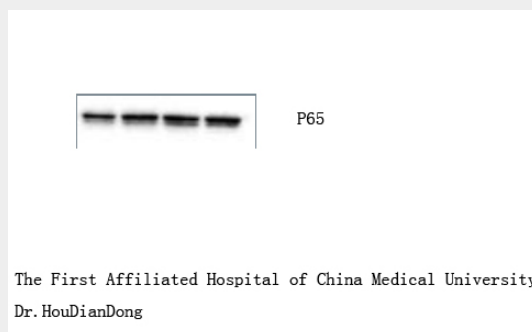 P65
The First Affiliated Hospital of China Medical University
Dr.HouDianDong